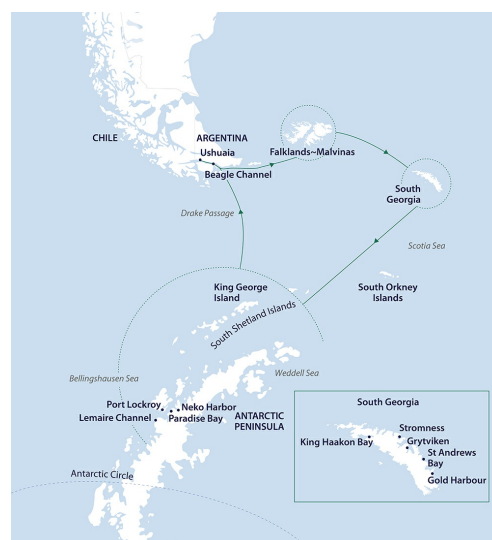 CHILE
ARGENTINA
Ushuaia
Beagle Channel
Falklands~Malvinas
South
Georgia
Drake Passage
Scotia Sea
King George
Island
South Orkney
Islands
South Shetland Islands
Bellingshausen Sea
Weddell Sea
Port Lockroy
Neko Harbor
Lemaire Channel
Paradise Bay
ANTARCTIC
PENINSULA
Antarctic Circle
South Georgia
Stromness
King Haakon Bay
Grytviken
St Andrews
Bay
Gold Harbour